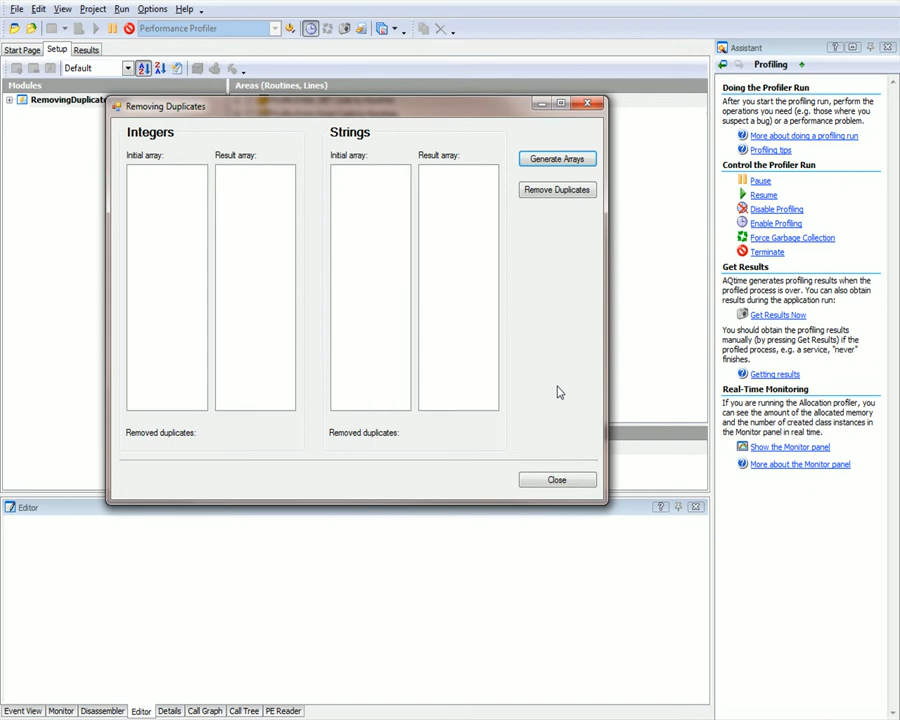 File Edit View Project Run Options Help
Performance Profiler
Start Page Setup Results
Default
Modules
Areas (Routines, Lines)
Removing Duplicates
Integers
Strings
Initial array:
Result array:
Initial array:
Result array:
Generate Arrays
Remove Duplicates
Removed duplicates:
Removed duplicates:
Close
Editor
Event View Monitor Disassembler Editor Details Call Graph Call Tree PE Reader
Assistant
Profiling
Doing the Profiler Run
After you start the profiling run, perform the
operations you need (e.g. those where you
suspect a bug) or a performance problem.
More about doing a profiling run
Profiling tips
Control the Profiler Run
Pause
Resume
Disable Profiling
Enable Profiling
Force Garbage Collection
Terminate
Get Results
AQtime generates profiling results when the
profiled process is over. You can also obtain
results during the application run:
Get Results Now
You should obtain the profiling results
manually (by pressing Get Results) if the
profiled process, e.g. a service, "never"
finishes.
Getting results
Real-Time Monitoring
If you are running the Allocation profiler, you
can see the amount of the allocated memory
and the number of created class instances in
the Monitor panel in real time.
Show the Monitor panel
More about the Monitor panel